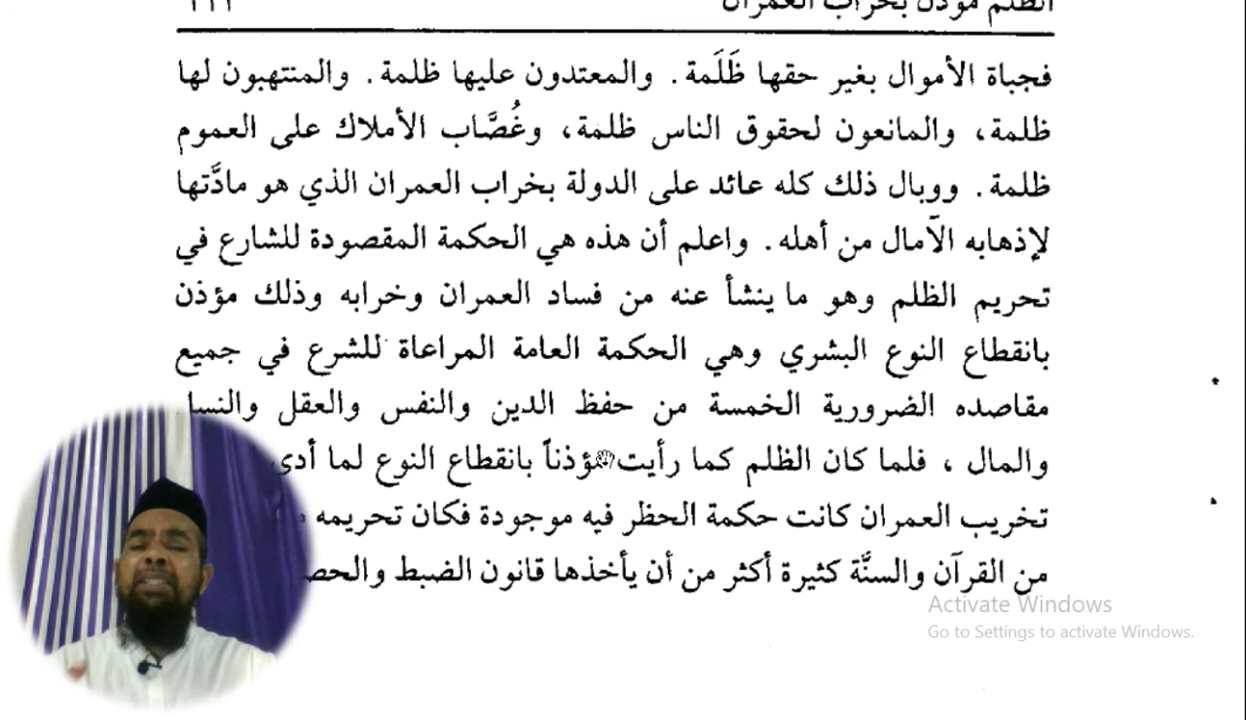 الظلم مؤذن بخراب العمران
فجباة الأموال بغير حقها ظَلَمة. والمعتدون عليها ظلمة. والمنتهبون لها
ظلمة، والمانعون لحقوق الناس ظلمة، وغُصَّاب الأملاك على العموم
ظلمة. ووبال ذلك كله عائد على الدولة بخراب العمران الذي هو مادَّتها
لإذهابه الآمال من أهله. واعلم أن هذه هي الحكمة المقصودة للشارع في
تحريم الظلم وهو ما ينشأ عنه من فساد العمران وخرابه وذلك مؤذن
بانقطاع النوع البشري وهي الحكمة العامة المراعاة للشرع في جميع
مقاصده الضرورية الخمسة من حفظ الدين والنفس والعقل والنسل
والمال ، فلما كان الظلم كما رأيت مؤذناً بانقطاع النوع لما أدى
تخريب العمران كانت حكمة الحظر فيه موجودة فكان تحريمه
من القرآن والسنَّة كثيرة أكثر من أن يأخذها قانون الضبط والحص
Activate Windows
Go to Settings to activate Windows.